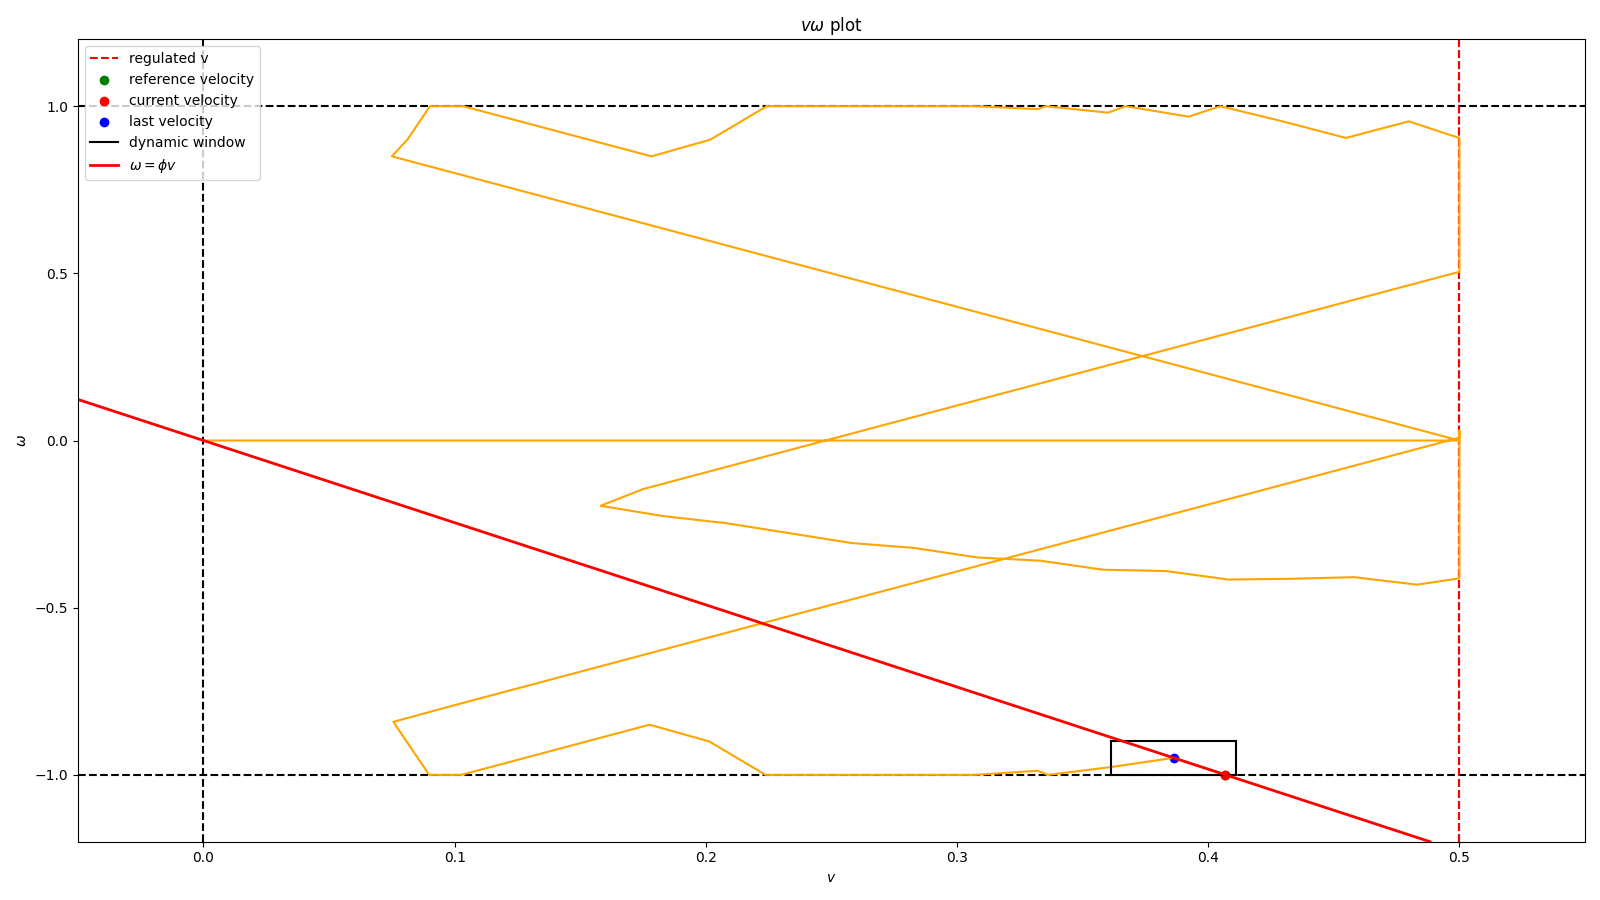 vω plot
regulated v
reference velocity
current velocity
last velocity
dynamic window
ω = ϕv
1.0
0.5
0.0
−0.5
−1.0
ω
0.0 0.1 0.2 0.3 0.4 0.5
v